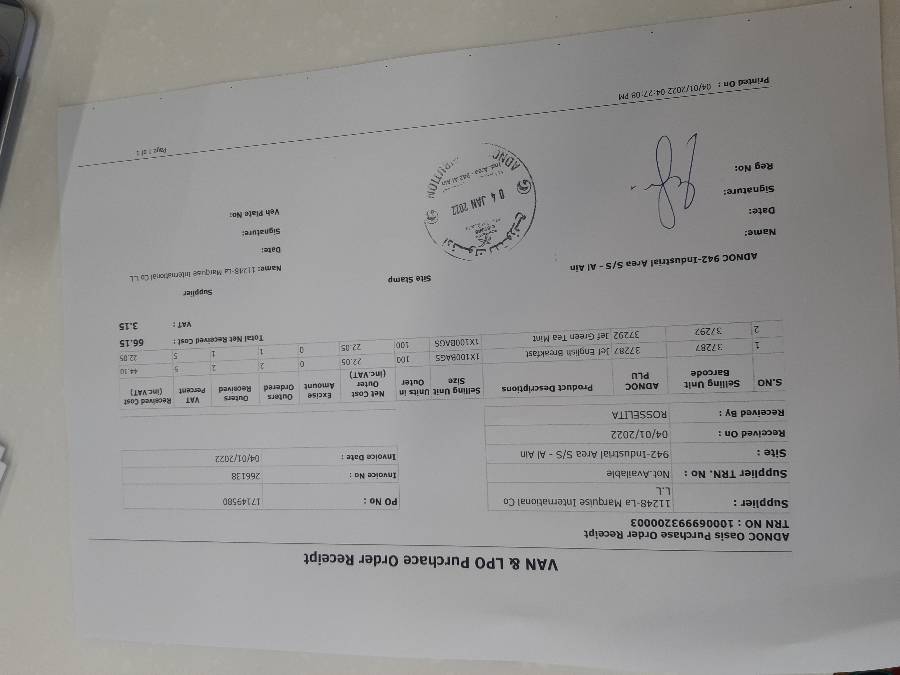 VAN & LPO Purchace Order Receipt
ADNOC Oasis Purchase Order Receipt
TRN NO : 100069993200003
Supplier : 11248-La Marquise International Co L.L
Supplier TRN. No : Not Available
Site : 942-Industrial Area S/S - Al Ain
Received On : 04/01/2022
Received By : ROSSELITA
PO No : 17149580
Invoice No : 266138
Invoice Date : 04/01/2022
S.NO Selling Unit Barcode ADNOC PLU Product Descriptions Selling Unit Size Units in Outer Net Cost Outer (inc.VAT) Excise Amount Outers Ordered Outers Received VAT Percent Received Cost (inc.VAT)
1 37287 37287 Jef English Breakfast 1X100BAGS 100 22.05 0 2 2 5 44.10
2 37297 37292 Jef Green Tea Mint 1X100BAGS 100 22.05 0 1 1 5 22.05
Total Net Received Cost : 66.15
VAT : 3.15
ADNOC 942-Industrial Area S/S - Al Ain
Name:
Date:
Signature:
Reg No:
Site Stamp
ADNOC
04 JAN 2022
Supplier
Name: 11248-La Marquise International Co L.L
Date:
Signature:
Veh Plate No:
Printed On : 04/01/2022 04:27:08 PM
Page 1 of 1